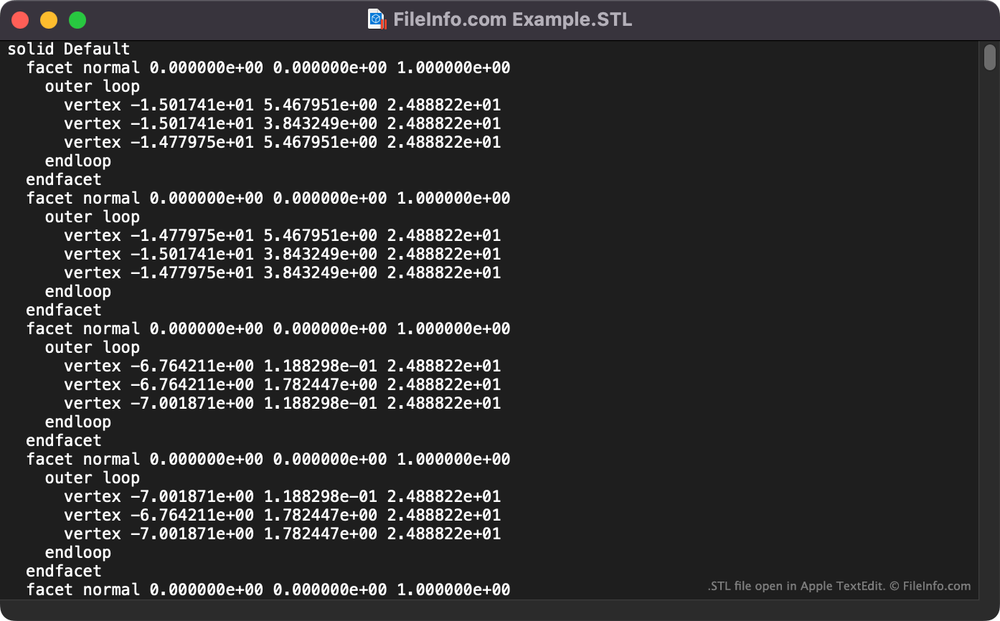 FileInfo.com Example.STL
solid Default
  facet normal 0.000000e+00 0.000000e+00 1.000000e+00
    outer loop
      vertex -1.501741e+01 5.467951e+00 2.488822e+01
      vertex -1.501741e+01 3.843249e+00 2.488822e+01
      vertex -1.477975e+01 5.467951e+00 2.488822e+01
    endloop
  endfacet
  facet normal 0.000000e+00 0.000000e+00 1.000000e+00
    outer loop
      vertex -1.477975e+01 5.467951e+00 2.488822e+01
      vertex -1.501741e+01 3.843249e+00 2.488822e+01
      vertex -1.477975e+01 3.843249e+00 2.488822e+01
    endloop
  endfacet
  facet normal 0.000000e+00 0.000000e+00 1.000000e+00
    outer loop
      vertex -6.764211e+00 1.188298e-01 2.488822e+01
      vertex -6.764211e+00 1.782447e+00 2.488822e+01
      vertex -7.001871e+00 1.188298e-01 2.488822e+01
    endloop
  endfacet
  facet normal 0.000000e+00 0.000000e+00 1.000000e+00
    outer loop
      vertex -7.001871e+00 1.188298e-01 2.488822e+01
      vertex -6.764211e+00 1.782447e+00 2.488822e+01
      vertex -7.001871e+00 1.782447e+00 2.488822e+01
    endloop
  endfacet
  facet normal 0.000000e+00 0.000000e+00 1.000000e+00
.STL file open in Apple TextEdit. © FileInfo.com